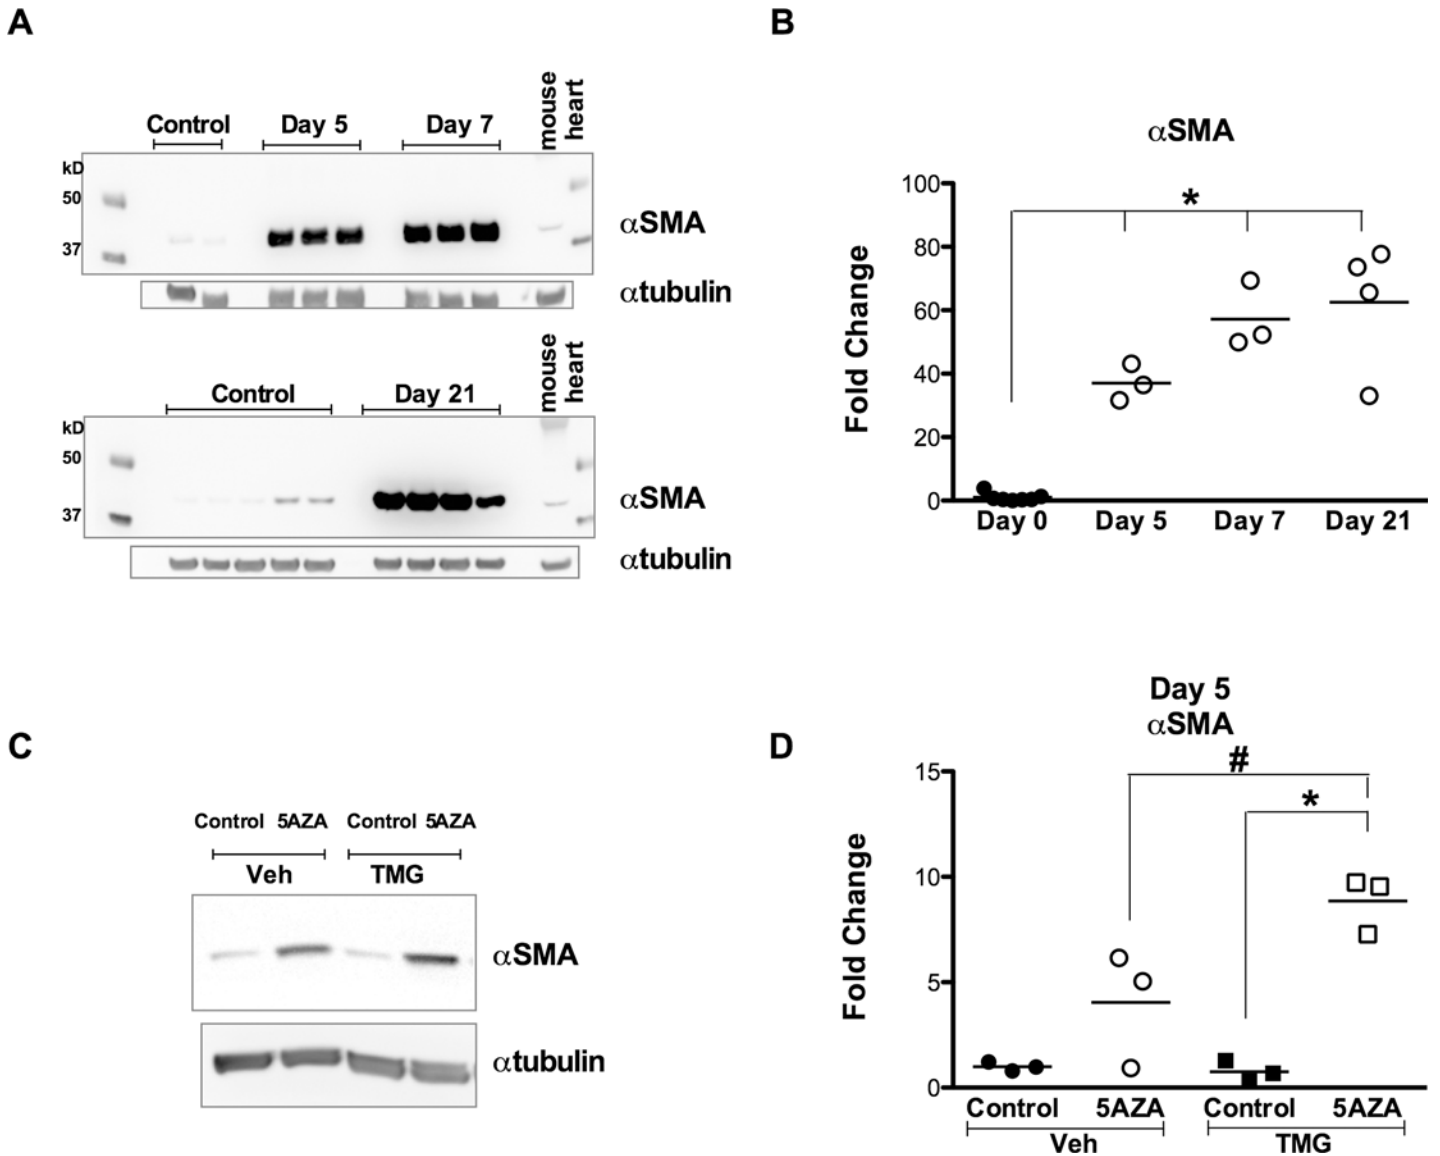 A
Control Day 5 Day 7 mouse heart
kD
50
37
αSMA
αtubulin
Control Day 21 mouse heart
kD
50
37
αSMA
αtubulin
B
αSMA
*
Fold Change
100
80
60
40
20
0
Day 0 Day 5 Day 7 Day 21
C
Control 5AZA Control 5AZA
Veh TMG
αSMA
αtubulin
D
Day 5
αSMA
#
*
Fold Change
15
10
5
0
Control 5AZA Control 5AZA
Veh TMG